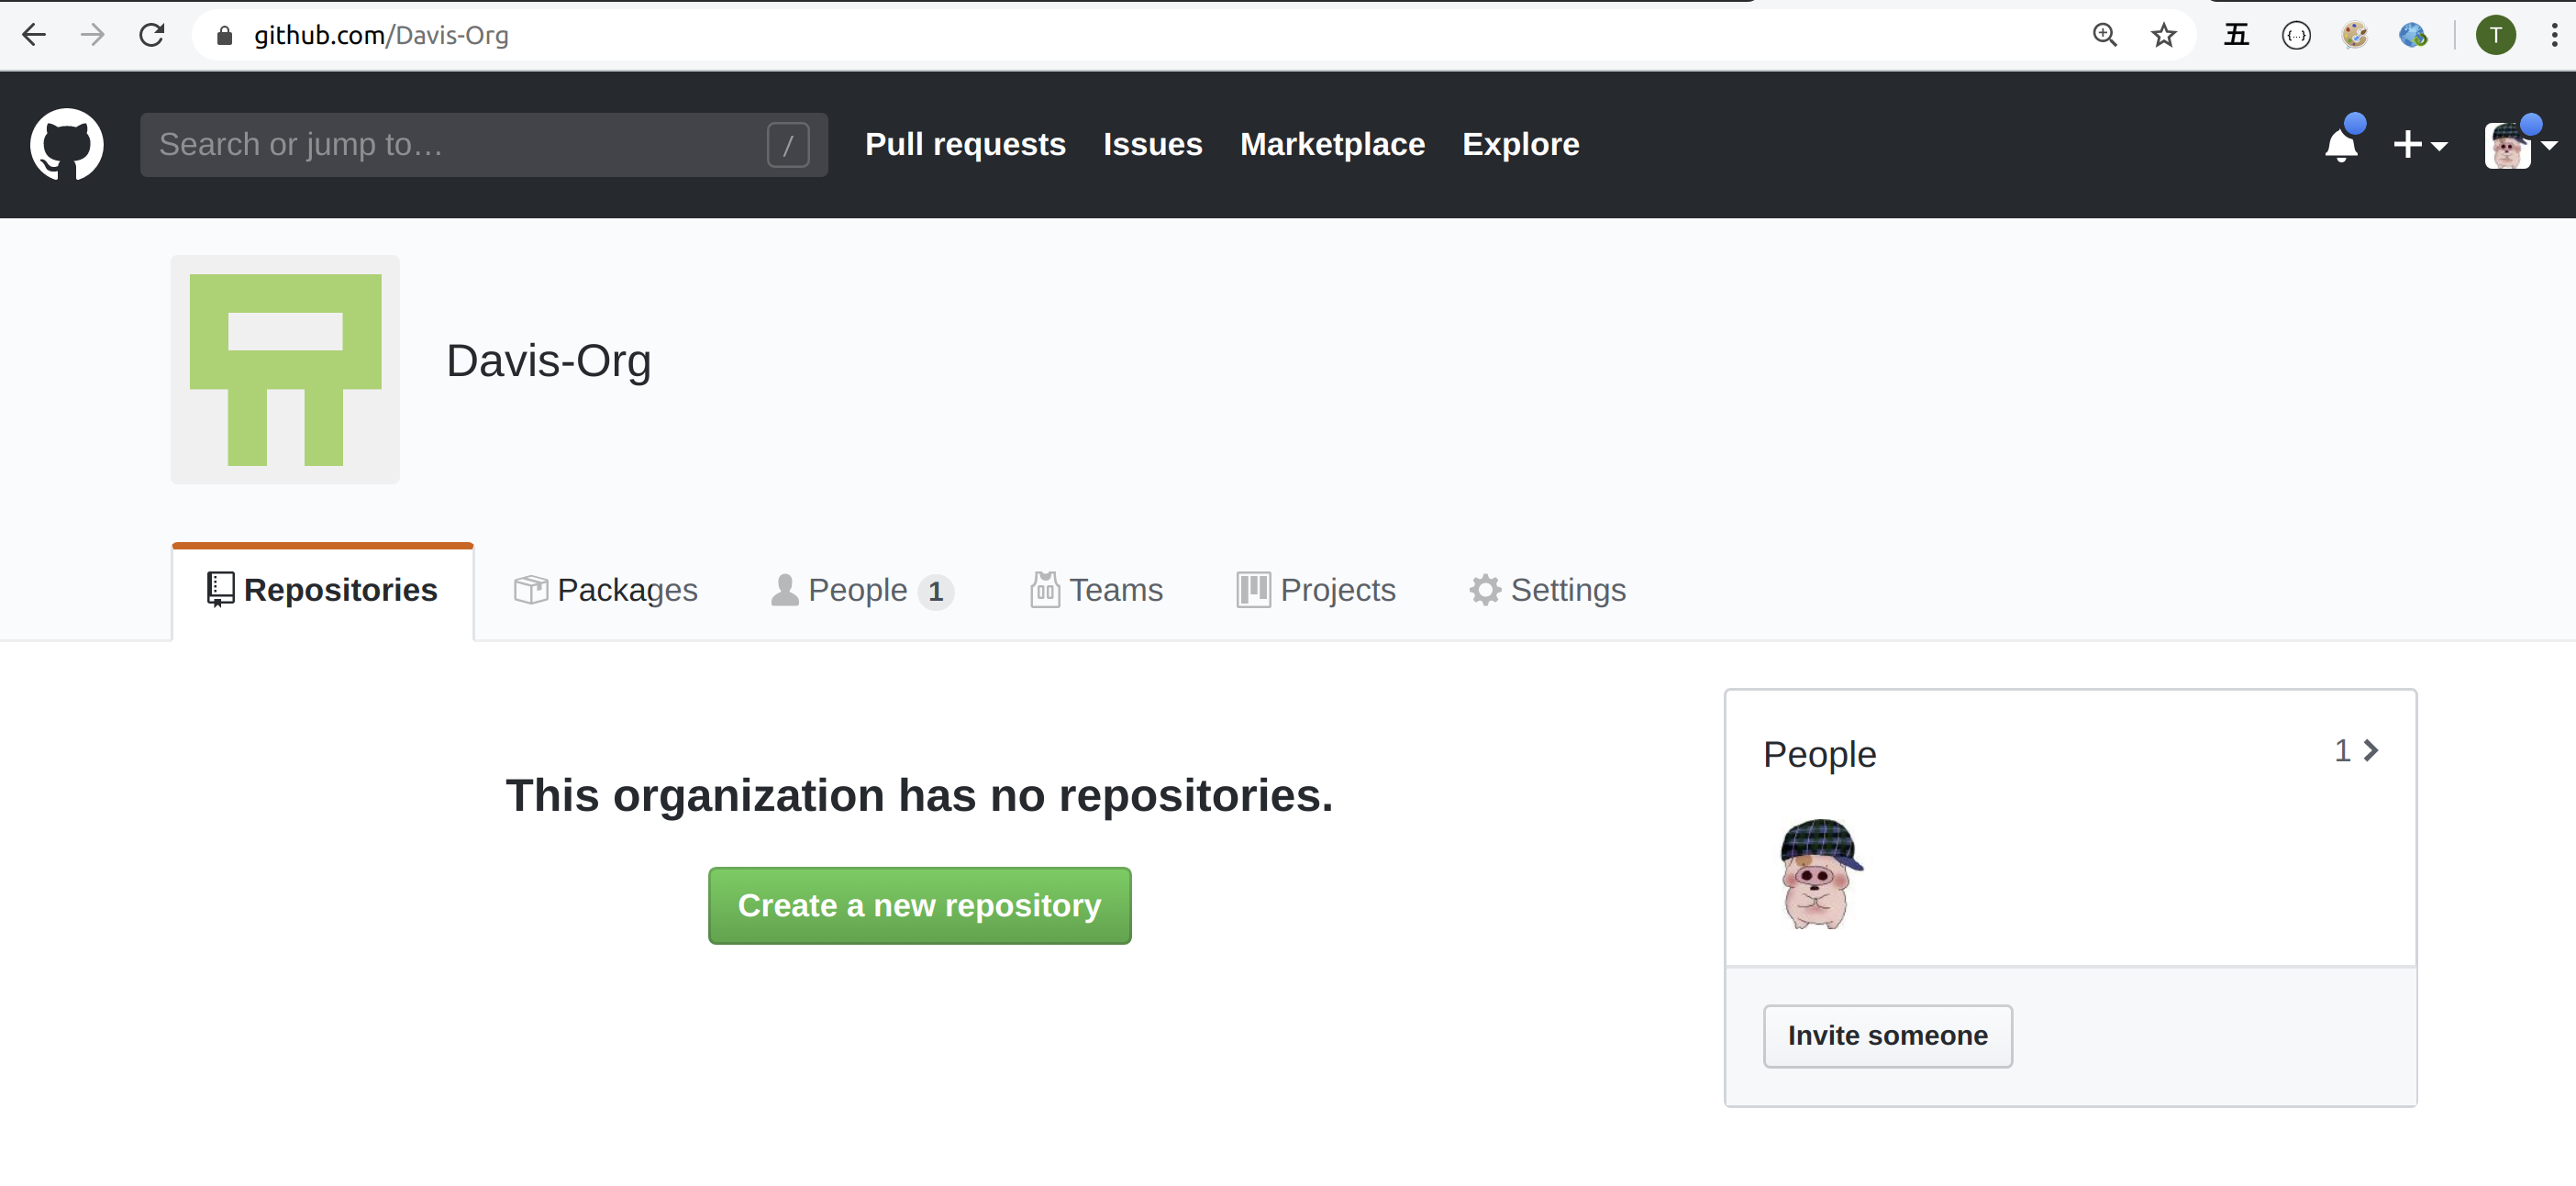 github.com/Davis-Org
五
{...}
T
Search or jump to…
/
Pull requests
Issues
Marketplace
Explore
Davis-Org
Repositories
Packages
People 1
Teams
Projects
Settings
This organization has no repositories.
Create a new repository
People
1
Invite someone